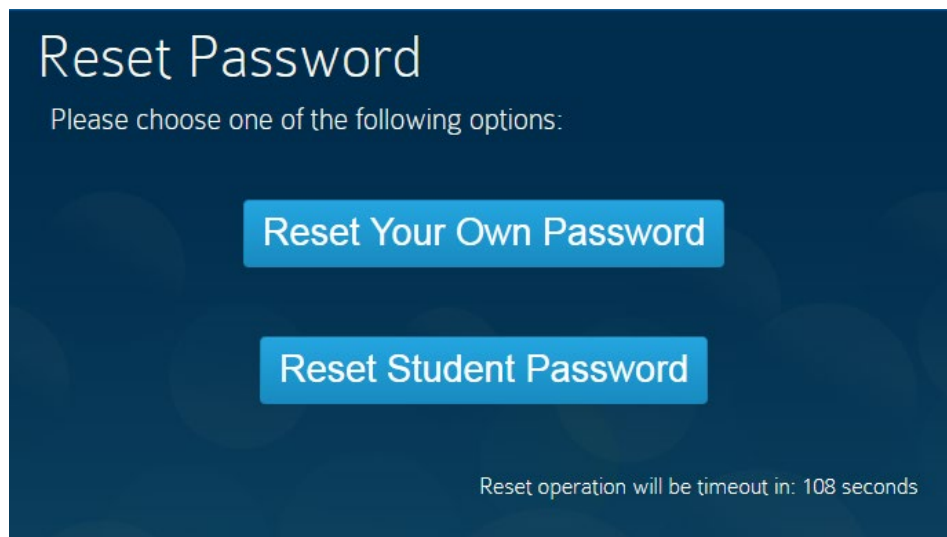 Reset Password
Please choose one of the following options:
Reset Your Own Password
Reset Student Password
Reset operation will be timeout in: 108 seconds